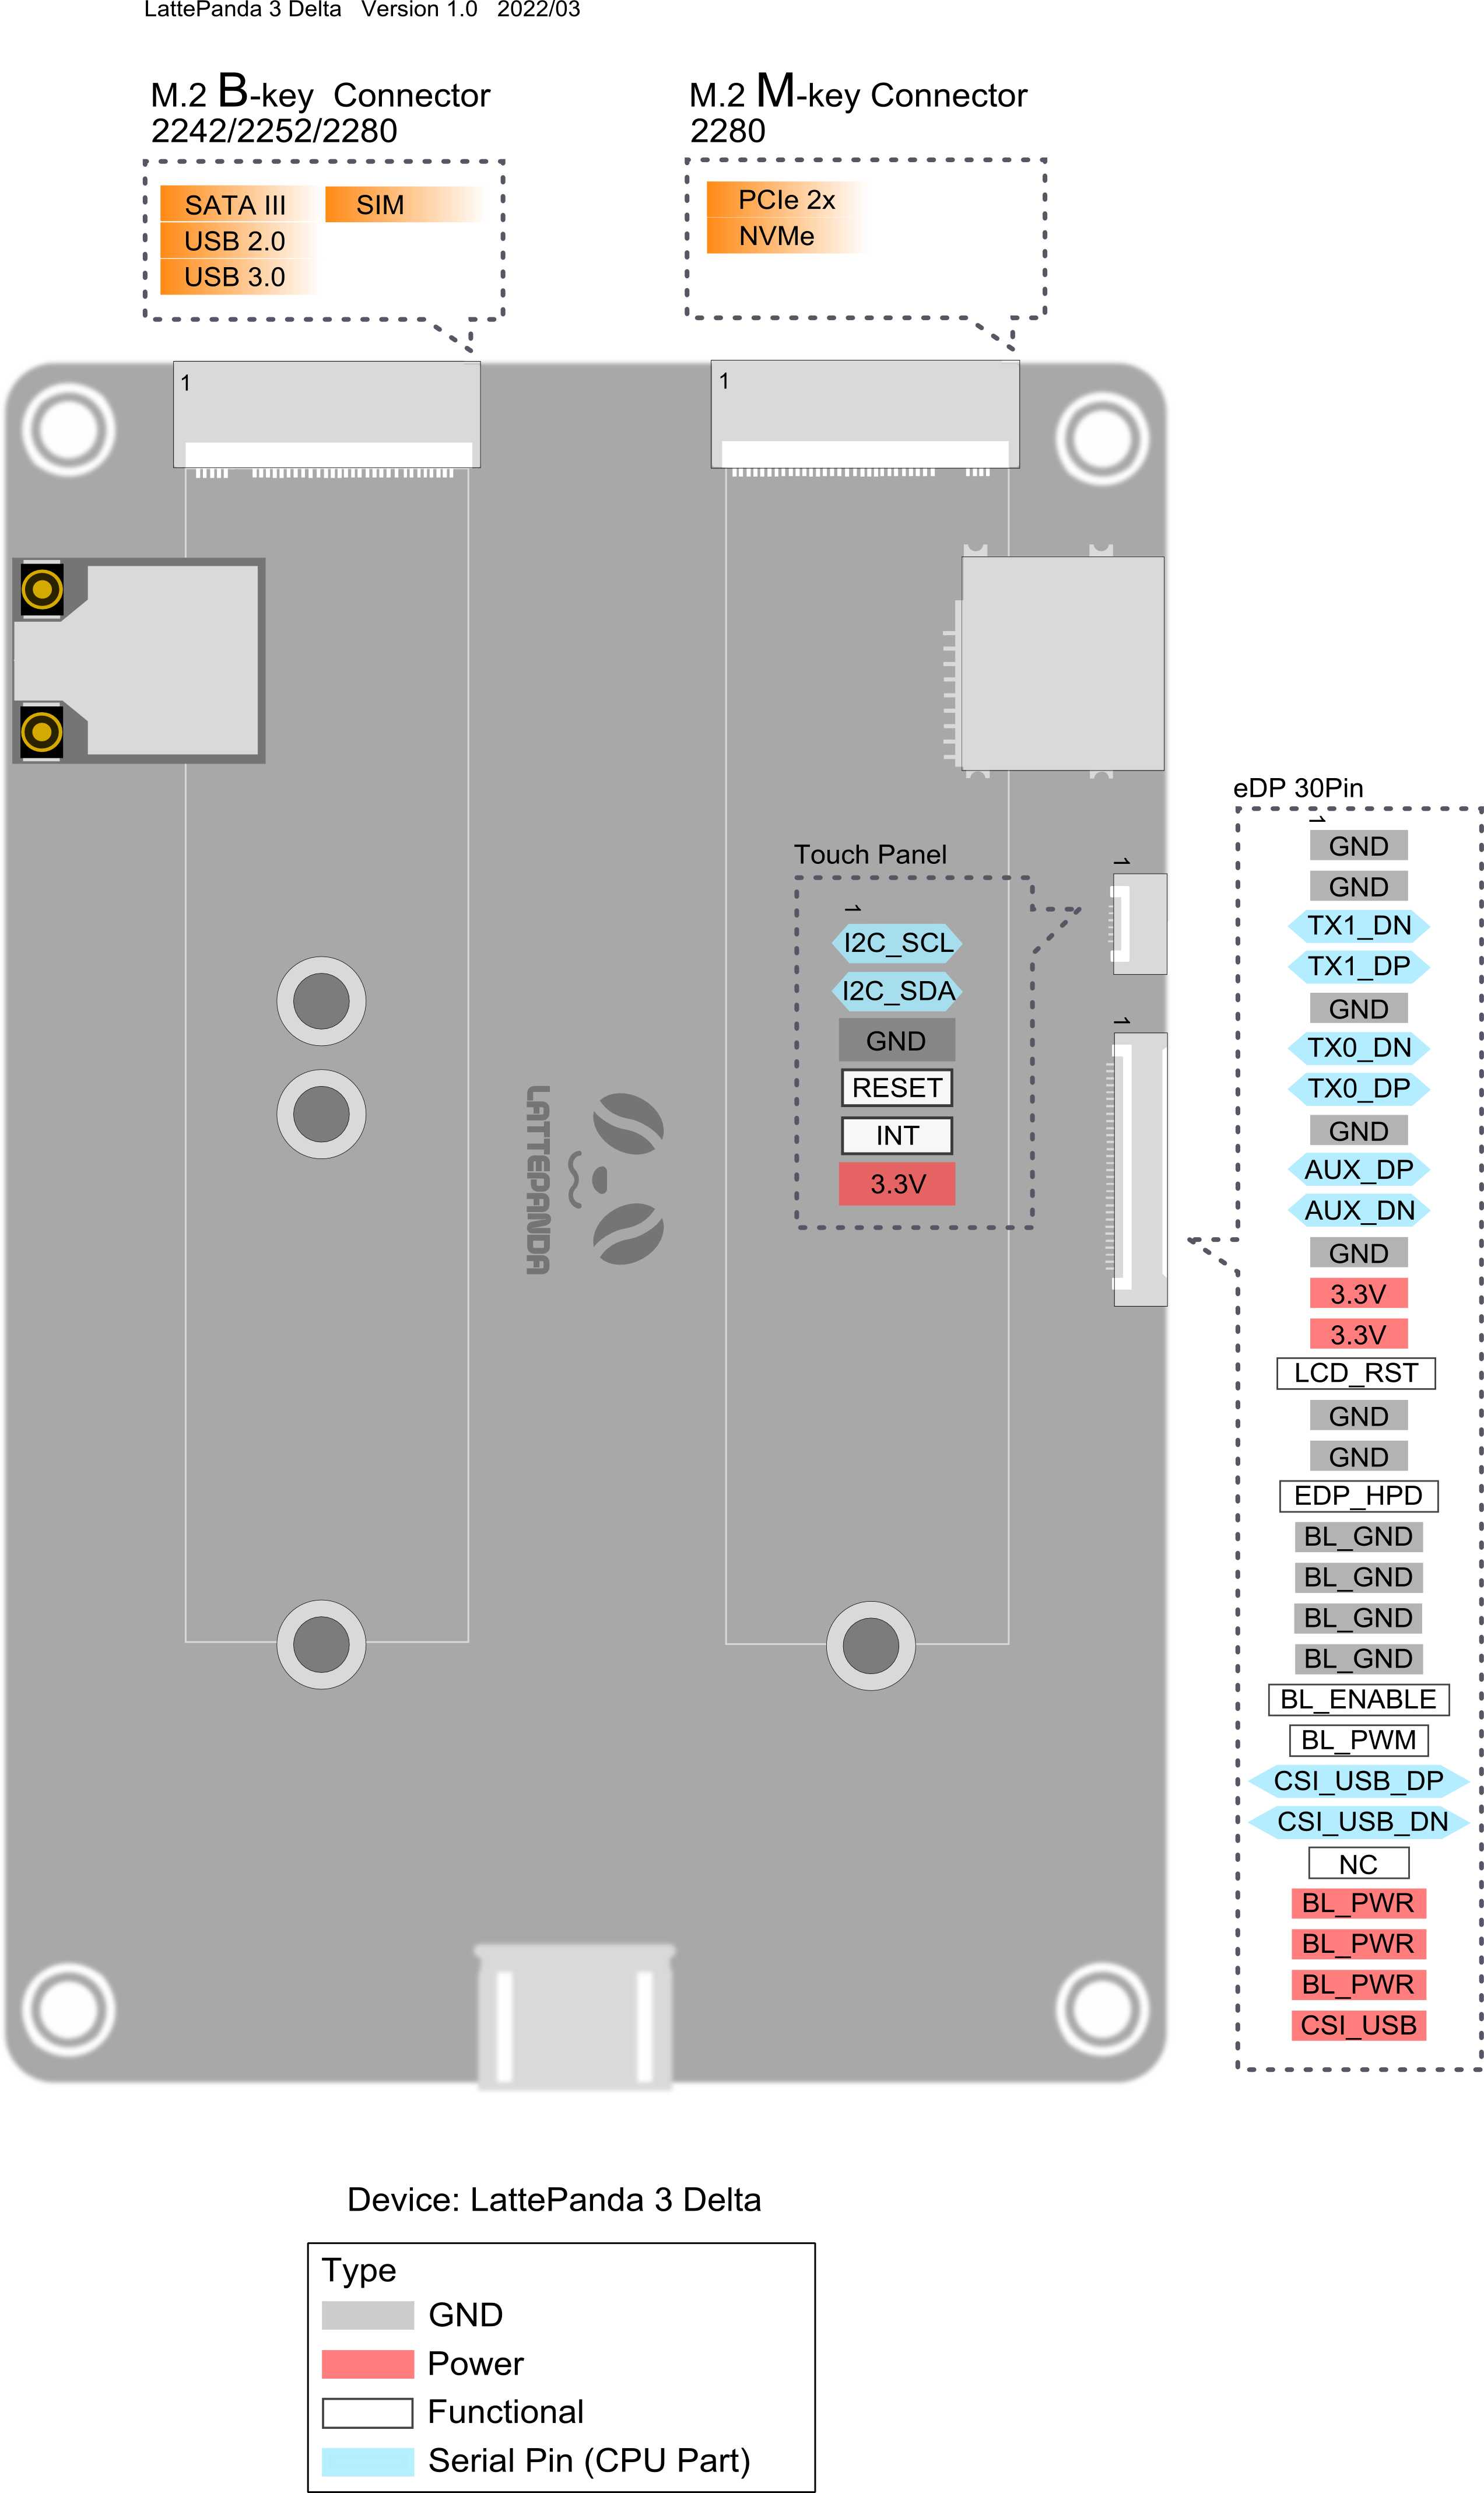 LattePanda 3 Delta Version 1.0 2022/03
M.2 B-key Connector
2242/2252/2280
SATA III
SIM
USB 2.0
USB 3.0
M.2 M-key Connector
2280
PCIe 2x
NVMe
1
1
Touch Panel
1
I2C_SCL
I2C_SDA
GND
RESET
INT
3.3V
1
1
LATTEPANDA
eDP 30Pin
1
GND
GND
TX1_DN
TX1_DP
GND
TX0_DN
TX0_DP
GND
AUX_DP
AUX_DN
GND
3.3V
3.3V
LCD_RST
GND
GND
EDP_HPD
BL_GND
BL_GND
BL_GND
BL_GND
BL_ENABLE
BL_PWM
CSI_USB_DP
CSI_USB_DN
NC
BL_PWR
BL_PWR
BL_PWR
CSI_USB
Device: LattePanda 3 Delta
Type
GND
Power
Functional
Serial Pin (CPU Part)